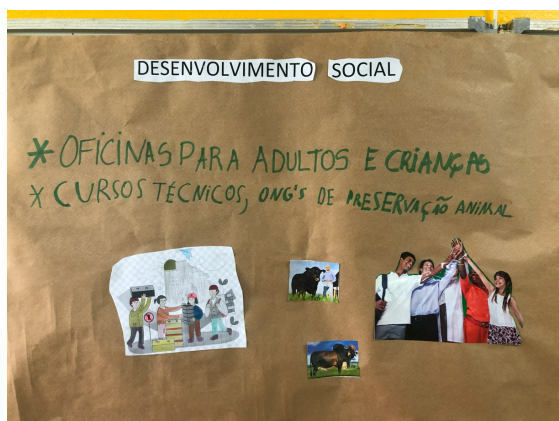 DESENVOLVIMENTO SOCIAL
* OFICINAS PARA ADULTOS E CRIANÇAS
* CURSOS TÉCNICOS, ONG'S DE PRESERVAÇÃO ANIMAL